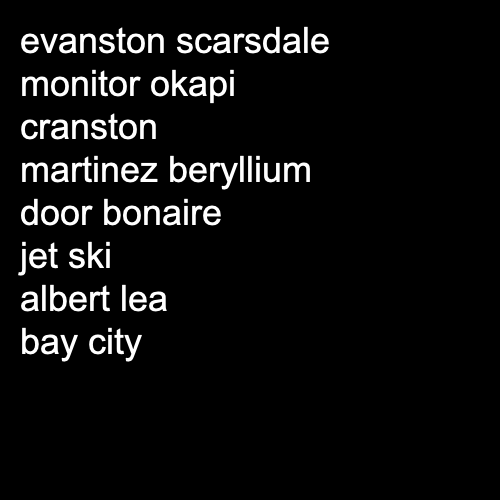 evanston scarsdale
monitor okapi
cranston
martinez beryllium
door bonaire
jet ski
albert lea
bay city